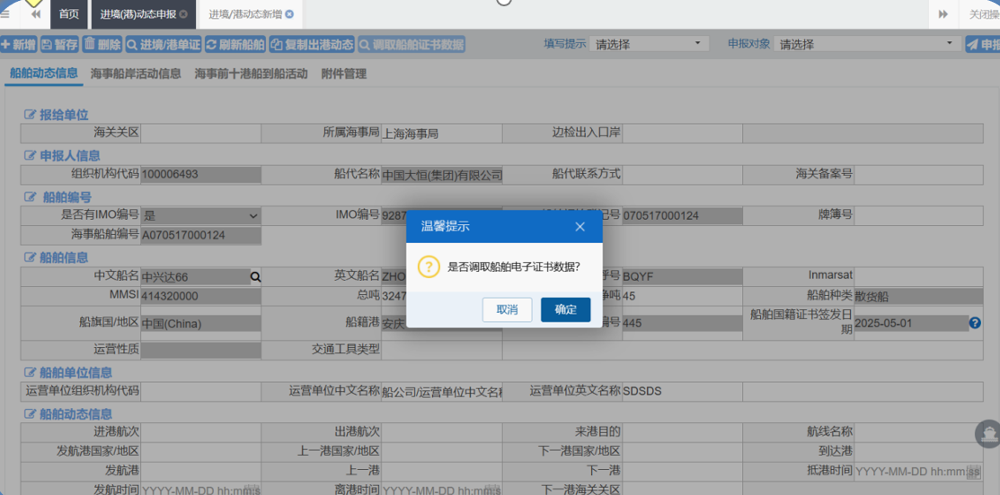 首页 进境(港)动态申报 进境/港动态新增 关闭操
新增 暂存 删除 进境/港单证 刷新船舶 复制出港动态 调取船舶证书数据 填写提示 请选择 申报对象 请选择 申报
船舶动态信息 海事船岸活动信息 海事前十港船到船活动 附件管理
报给单位
海关关区 所属海事局 上海海事局 边检出入口岸
申报人信息
组织机构代码 100006493 船代名称 中国大恒(集团)有限公司 船代联系方式 海关备案号
船舶编号
是否有IMO编号 是 IMO编号 9287 记号 070517000124 牌簿号
海事船舶编号 A070517000124
船舶信息
中文船名 中兴达66 英文船名 ZHO 呼号 BQYF Inmarsat
MMSI 414320000 总吨 3247 净吨 45 船舶种类 散货船
船旗国/地区 中国(China) 船籍港 安庆 编号 445 船舶国籍证书签发日期 2025-05-01
运营性质 交通工具类型
船舶单位信息
运营单位组织机构代码 运营单位中文名称 船公司/运营单位中文名 运营单位英文名称 SDSDS
船舶动态信息
进港航次 出港航次 来港目的 航线名称
发航港国家/地区 上一港国家/地区 下一港国家/地区 到达港
发航港 上一港 下一港 抵港时间 YYYY-MM-DD hh:mm:ss
发航时间 YYYY-MM-DD hh:mm:s 离港时间 YYYY-MM-DD hh:mm:s 下一港海关关区
温馨提示
是否调取船舶电子证书数据?
取消 确定